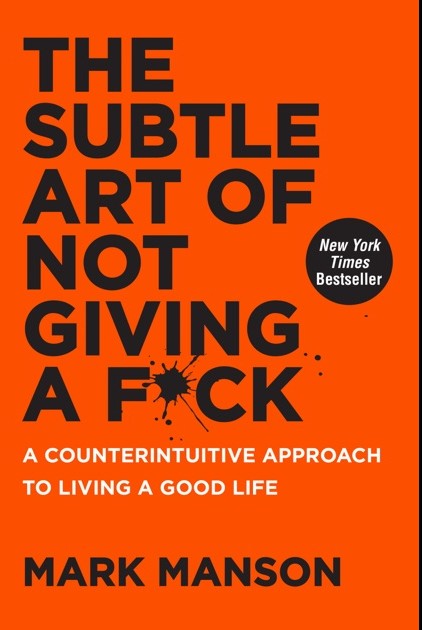 THE
SUBTLE
ART OF
NOT
GIVING
A F*CK
New York
Times
Bestseller
A COUNTERINTUITIVE APPROACH
TO LIVING A GOOD LIFE
MARK MANSON